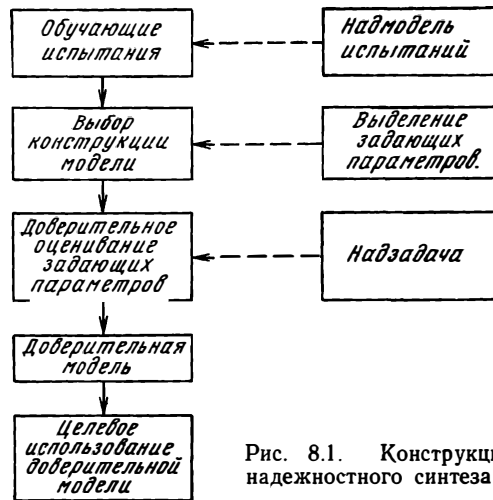 Обучающие
испытания
Надмодель
испытаний
Выбор
конструкции
модели
Выделение
задающих
параметров.
Доверительное
оценивание
задающих
параметров
Надзадача
Доверительная
модель
Целевое
использование
доверительной
модели
Рис. 8.1. Конструкци
надежностного синтеза